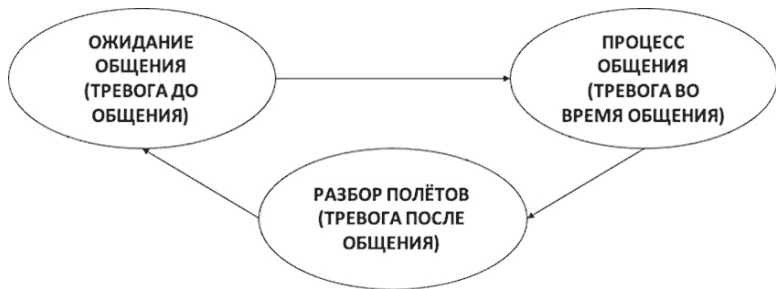 ОЖИДАНИЕ
ОБЩЕНИЯ
(ТРЕВОГА ДО
ОБЩЕНИЯ)
ПРОЦЕСС
ОБЩЕНИЯ
(ТРЕВОГА ВО
ВРЕМЯ ОБЩЕНИЯ)
РАЗБОР ПОЛЁТОВ
(ТРЕВОГА ПОСЛЕ
ОБЩЕНИЯ)